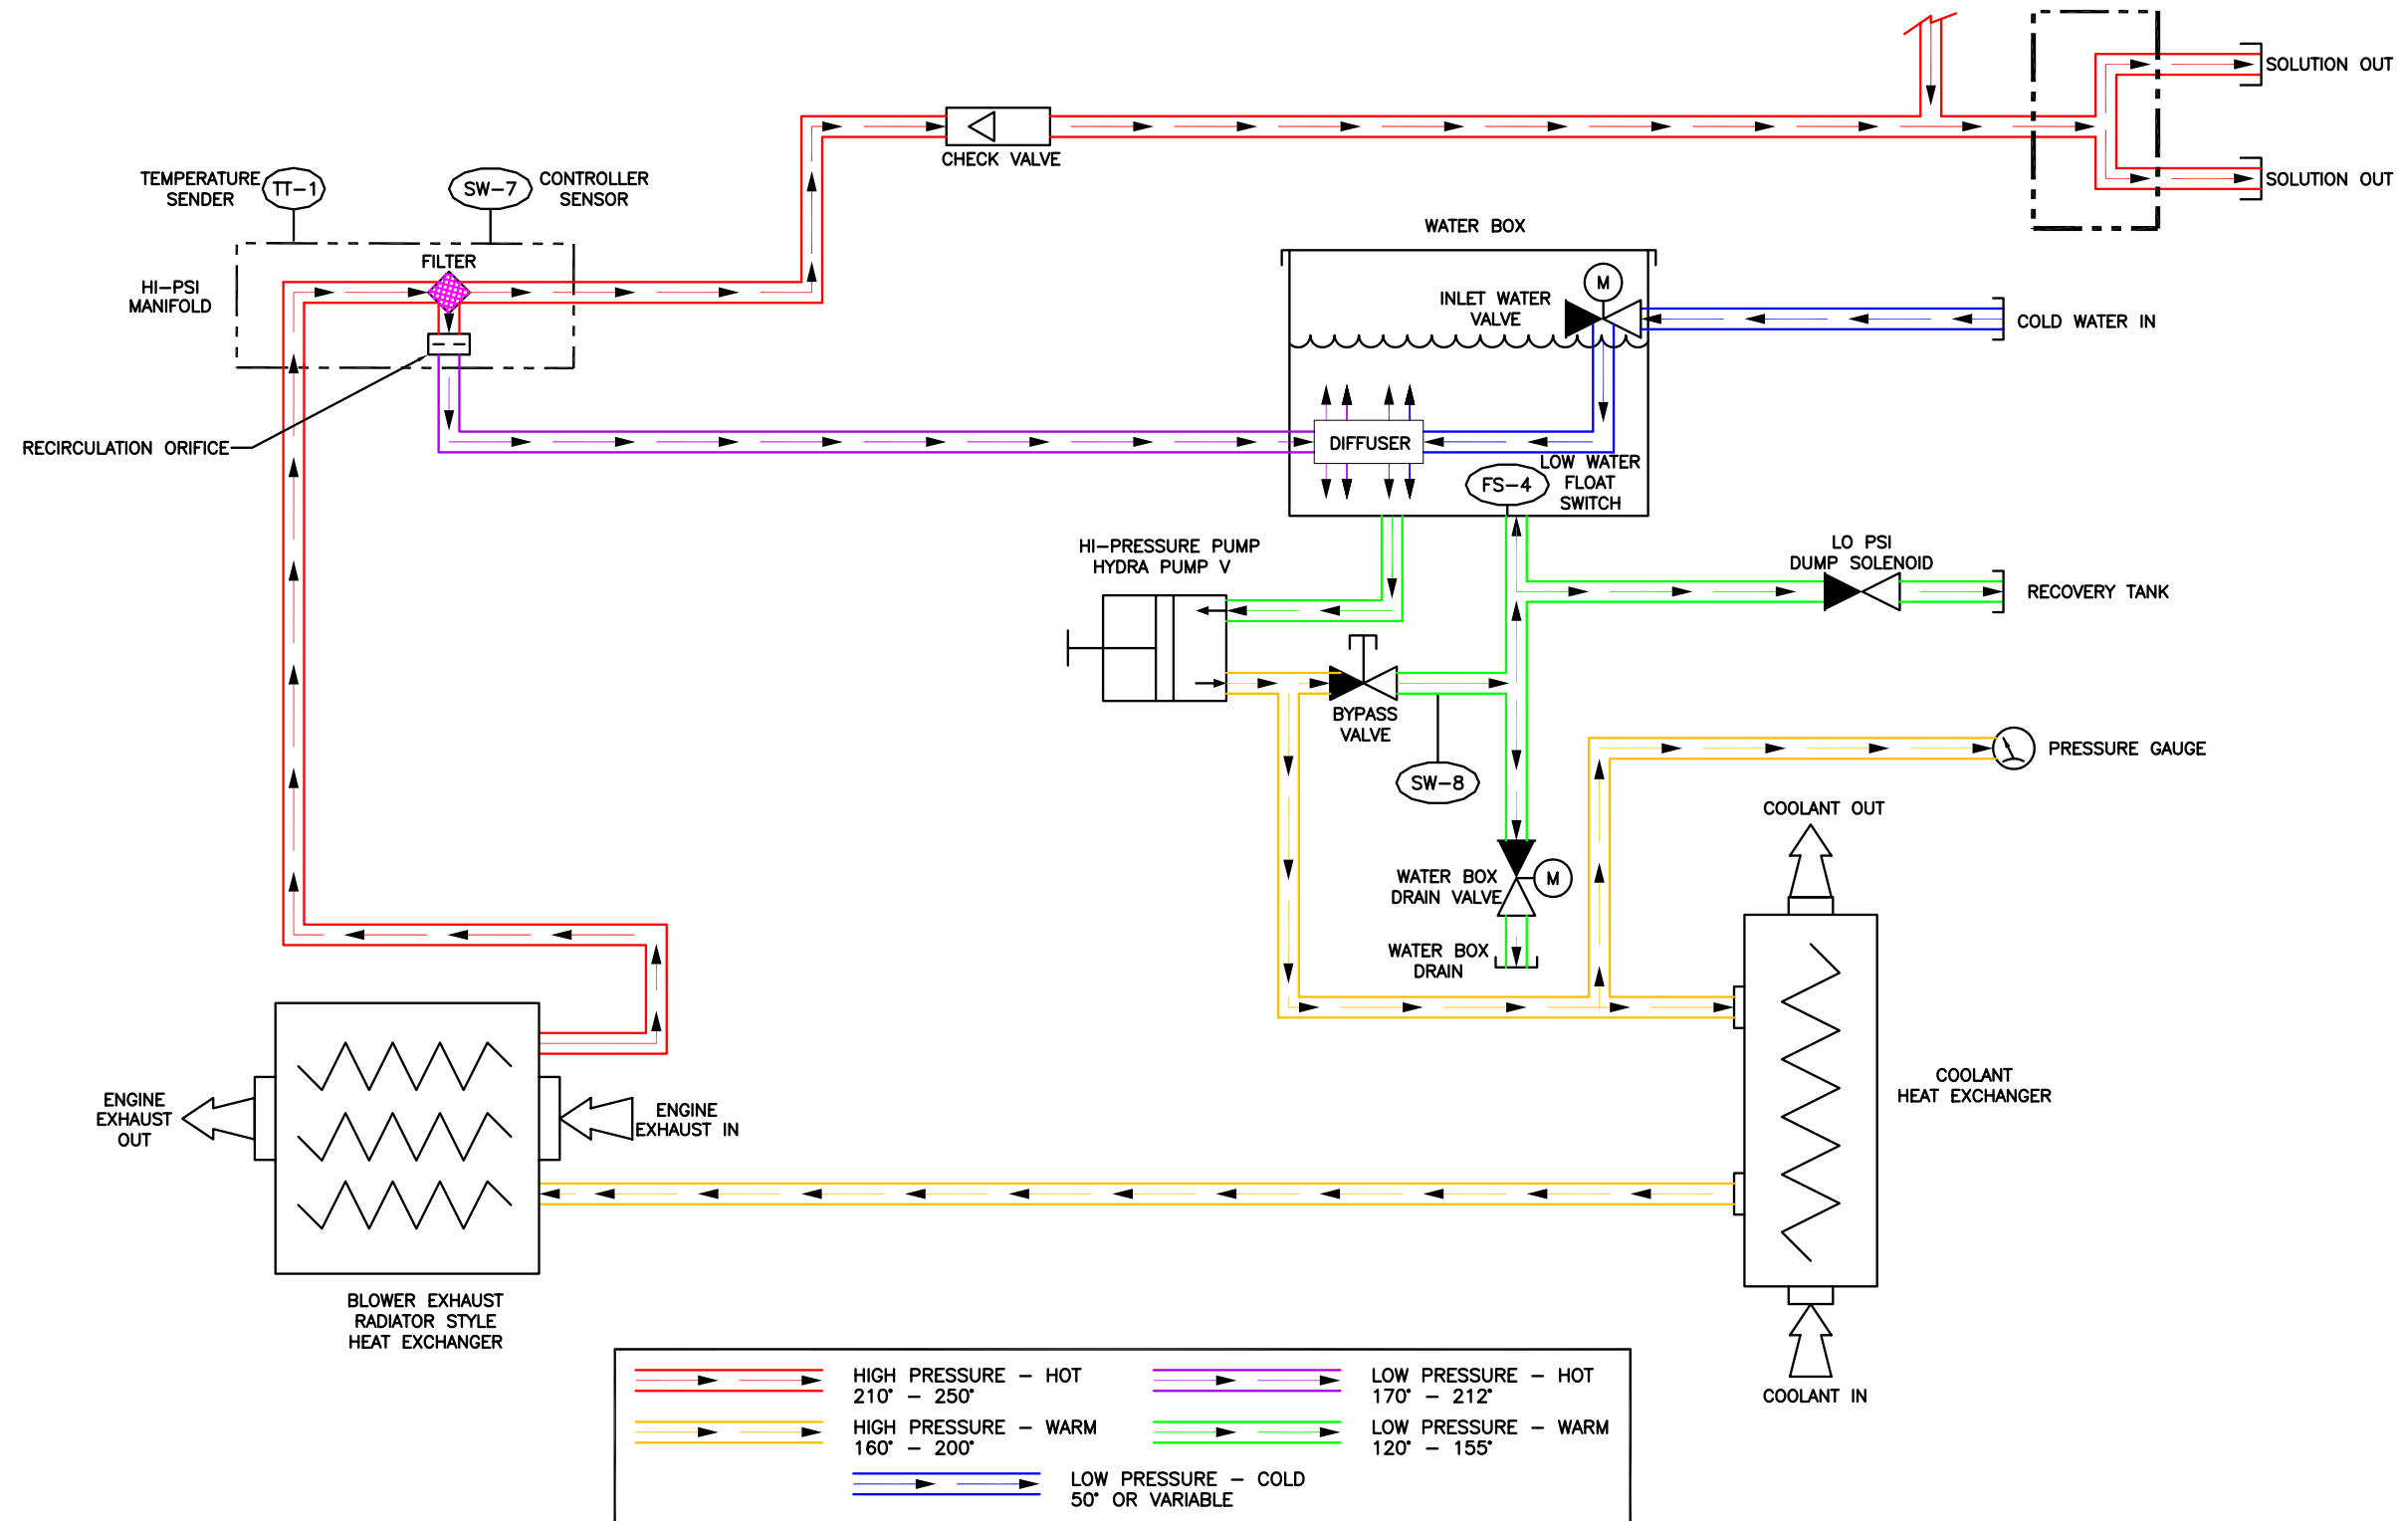 SOLUTION OUT
CHECK VALVE
TEMPERATURE
SENDER
TT-1
SW-7
CONTROLLER
SENSOR
SOLUTION OUT
WATER BOX
FILTER
HI-PSI
MANIFOLD
M
INLET WATER
VALVE
COLD WATER IN
RECIRCULATION ORIFICE
DIFFUSER
LOW WATER
FLOAT
SWITCH
FS-4
HI-PRESSURE PUMP
HYDRA PUMP V
LO PSI
DUMP SOLENOID
RECOVERY TANK
BYPASS
VALVE
PRESSURE GAUGE
SW-8
COOLANT OUT
WATER BOX
DRAIN VALVE
M
WATER BOX
DRAIN
COOLANT
HEAT EXCHANGER
ENGINE
EXHAUST
OUT
ENGINE
EXHAUST IN
BLOWER EXHAUST
RADIATOR STYLE
HEAT EXCHANGER
COOLANT IN
HIGH PRESSURE - HOT
210° - 250°
LOW PRESSURE - HOT
170° - 212°
HIGH PRESSURE - WARM
160° - 200°
LOW PRESSURE - WARM
120° - 155°
LOW PRESSURE - COLD
50° OR VARIABLE